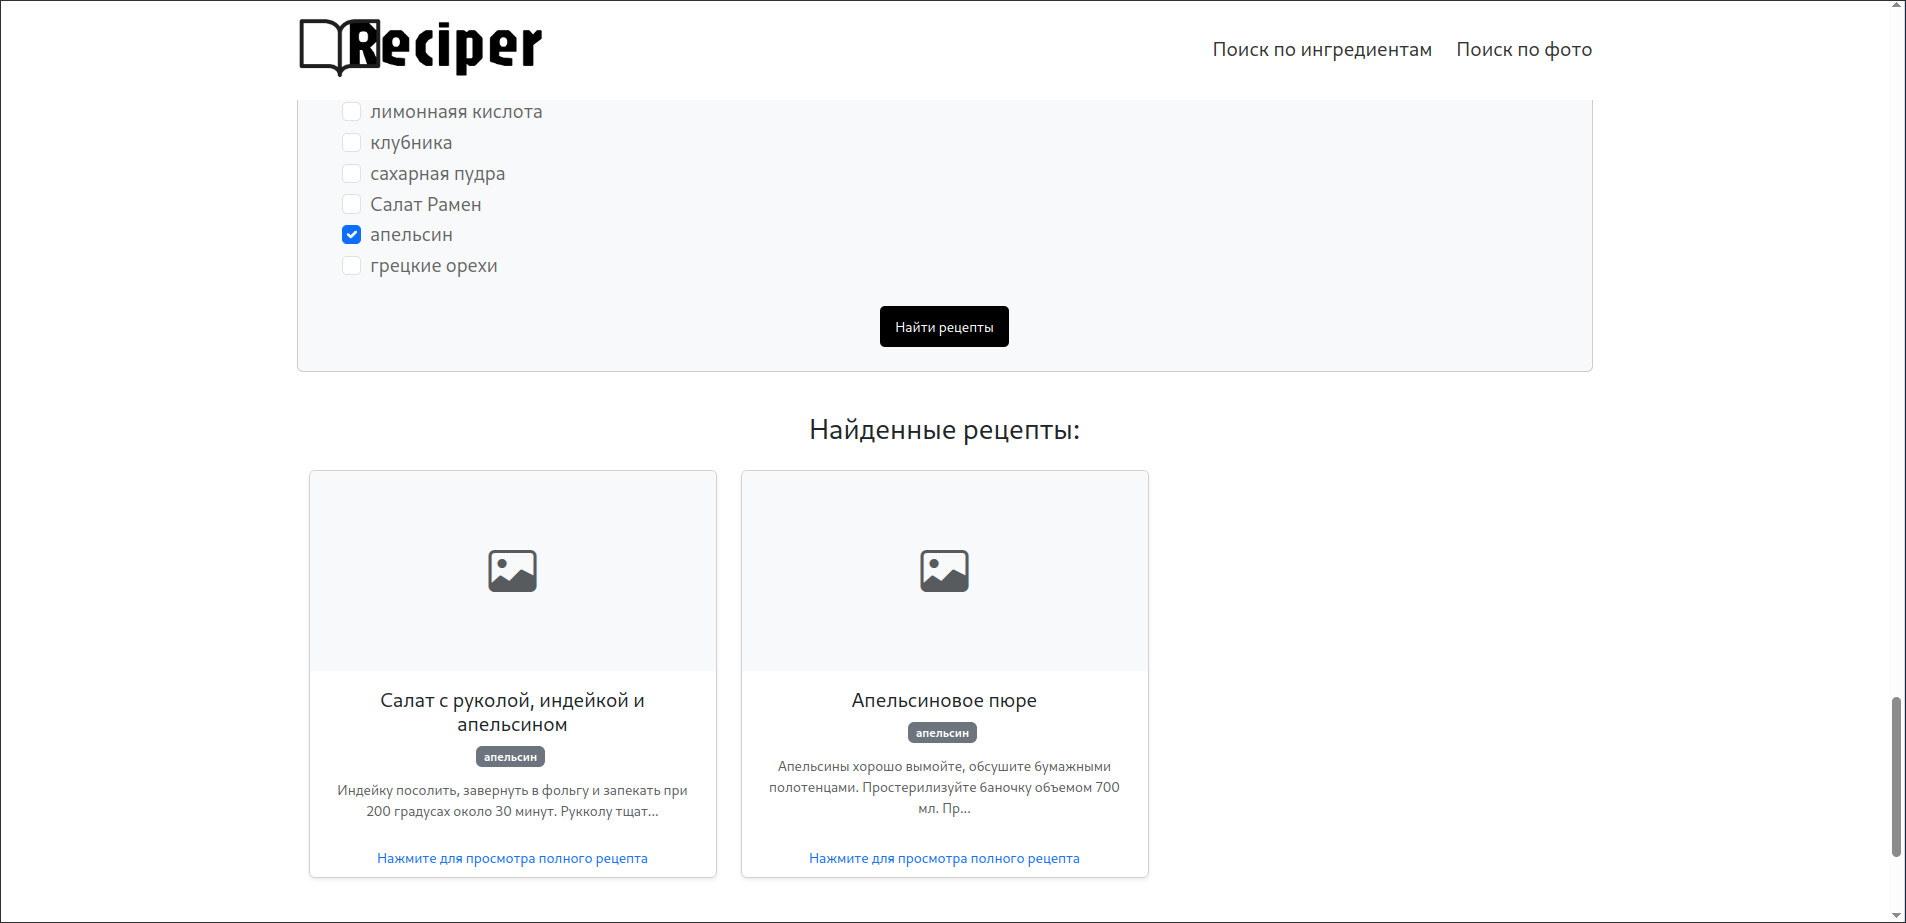 Reciper
Поиск по ингредиентам
Поиск по фото
лимоннаяя кислота
клубника
сахарная пудра
Салат Рамен
апельсин
грецкие орехи
Найти рецепты
Найденные рецепты:
Салат с руколой, индейкой и
апельсином
апельсин
Индейку посолить, завернуть в фольгу и запекать при
200 градусах около 30 минут. Рукколу тщат...
Нажмите для просмотра полного рецепта
Апельсиновое пюре
апельсин
Апельсины хорошо вымойте, обсушите бумажными
полотенцами. Простерилизуйте баночку объемом 700
мл. Пр...
Нажмите для просмотра полного рецепта